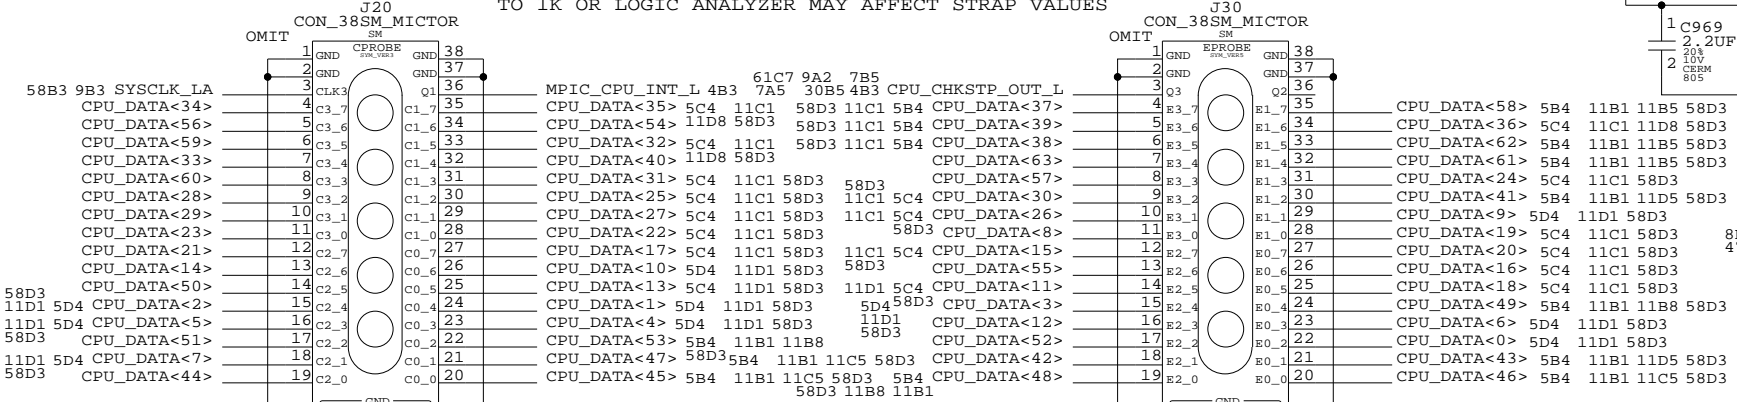 TO 1K OR LOGIC ANALYZER MAY AFFECT STRAP VALUES
J20
CON_38SM_MICTOR
SM
OMIT
CPROBE
SYM_VER3
1 GND GND 38
2 GND GND 37
58B3 9B3 SYSCLK_LA 3 CLK3 Q1 36 MPIC_CPU_INT_L 4B3 7A5
CPU_DATA<34> 4 C3_7 C1_7 35 CPU_DATA<35> 5C4 11C1 58D3
CPU_DATA<56> 5 C3_6 C1_6 34 CPU_DATA<54> 11D8 58D3
CPU_DATA<59> 6 C3_5 C1_5 33 CPU_DATA<32> 5C4 11C1
CPU_DATA<33> 7 C3_4 C1_4 32 CPU_DATA<40> 11D8 58D3
CPU_DATA<60> 8 C3_3 C1_3 31 CPU_DATA<31> 5C4 11C1 58D3
CPU_DATA<28> 9 C3_2 C1_2 30 CPU_DATA<25> 5C4 11C1 58D3
CPU_DATA<29> 10 C3_1 C1_1 29 CPU_DATA<27> 5C4 11C1 58D3
CPU_DATA<23> 11 C3_0 C1_0 28 CPU_DATA<22> 5C4 11C1 58D3
CPU_DATA<21> 12 C2_7 C0_7 27 CPU_DATA<17> 5C4 11C1 58D3
CPU_DATA<14> 13 C2_6 C0_6 26 CPU_DATA<10> 5D4 11D1 58D3
CPU_DATA<50> 14 C2_5 C0_5 25 CPU_DATA<13> 5C4 11D1 58D3
58D3
11D1 5D4 CPU_DATA<2> 15 C2_4 C0_4 24 CPU_DATA<1> 5D4 11D1 58D3
11D1 5D4 CPU_DATA<5> 16 C2_3 C0_3 23 CPU_DATA<4> 5D4 11D1 58D3
58D3 CPU_DATA<51> 17 C2_2 C0_2 22 CPU_DATA<53> 5B4 11B1 11B8
11D1 5D4 CPU_DATA<7> 18 C2_1 C0_1 21 CPU_DATA<47> 58D3 5B4 11B1 11C5 58D3
58D3 CPU_DATA<44> 19 C2_0 C0_0 20 CPU_DATA<45> 5B4 11B1 11C5 58D3
GND
J30
CON_38SM_MICTOR
SM
OMIT
EPROBE
SYM_VER5
1 GND GND 38
2 GND GND 37
61C7 9A2 7B5
30B5 4B3 CPU_CHKSTP_OUT_L 3 Q3 Q2 36
11C1 5B4 CPU_DATA<37> 4 E3_7 E1_7 35 CPU_DATA<58> 5B4 11B1 11B5 58D3
58D3 11C1 5B4 CPU_DATA<39> 5 E3_6 E1_6 34 CPU_DATA<36> 5C4 11C1 11D8 58D3
58D3 11C1 5B4 CPU_DATA<38> 6 E3_5 E1_5 33 CPU_DATA<62> 5B4 11B1 11B5 58D3
CPU_DATA<63> 7 E3_4 E1_4 32 CPU_DATA<61> 5B4 11B1 11B5 58D3
CPU_DATA<57> 8 E3_3 E1_3 31 CPU_DATA<24> 5C4 11C1 58D3
58D3
11C1 5C4 CPU_DATA<30> 9 E3_2 E1_2 30 CPU_DATA<41> 5B4 11B1 11D5 58D3
11C1 5C4 CPU_DATA<26> 10 E3_1 E1_1 29 CPU_DATA<9> 5D4 11D1 58D3
58D3 CPU_DATA<8> 11 E3_0 E1_0 28 CPU_DATA<19> 5C4 11C1 58D3
11C1 5C4 CPU_DATA<15> 12 E2_7 E0_7 27 CPU_DATA<20> 5C4 11C1 58D3
58D3 CPU_DATA<55> 13 E2_6 E0_6 26 CPU_DATA<16> 5C4 11C1 58D3
11D1 5C4 CPU_DATA<11> 14 E2_5 E0_5 25 CPU_DATA<18> 5C4 11C1 58D3
5D4 58D3 CPU_DATA<3> 15 E2_4 E0_4 24 CPU_DATA<49> 5B4 11B1 11B8 58D3
11D1 CPU_DATA<12> 16 E2_3 E0_3 23 CPU_DATA<6> 5D4 11D1 58D3
58D3 CPU_DATA<52> 17 E2_2 E0_2 22 CPU_DATA<0> 5D4 11D1 58D3
CPU_DATA<42> 18 E2_1 E0_1 21 CPU_DATA<43> 5B4 11B1 11D5 58D3
5B4 CPU_DATA<48> 19 E2_0 E0_0 20 CPU_DATA<46> 5B4 11B1 11C5 58D3
58D3 11B8 11B1
GND
1 C969
2.2UF
20%
10V
2 CERM
805